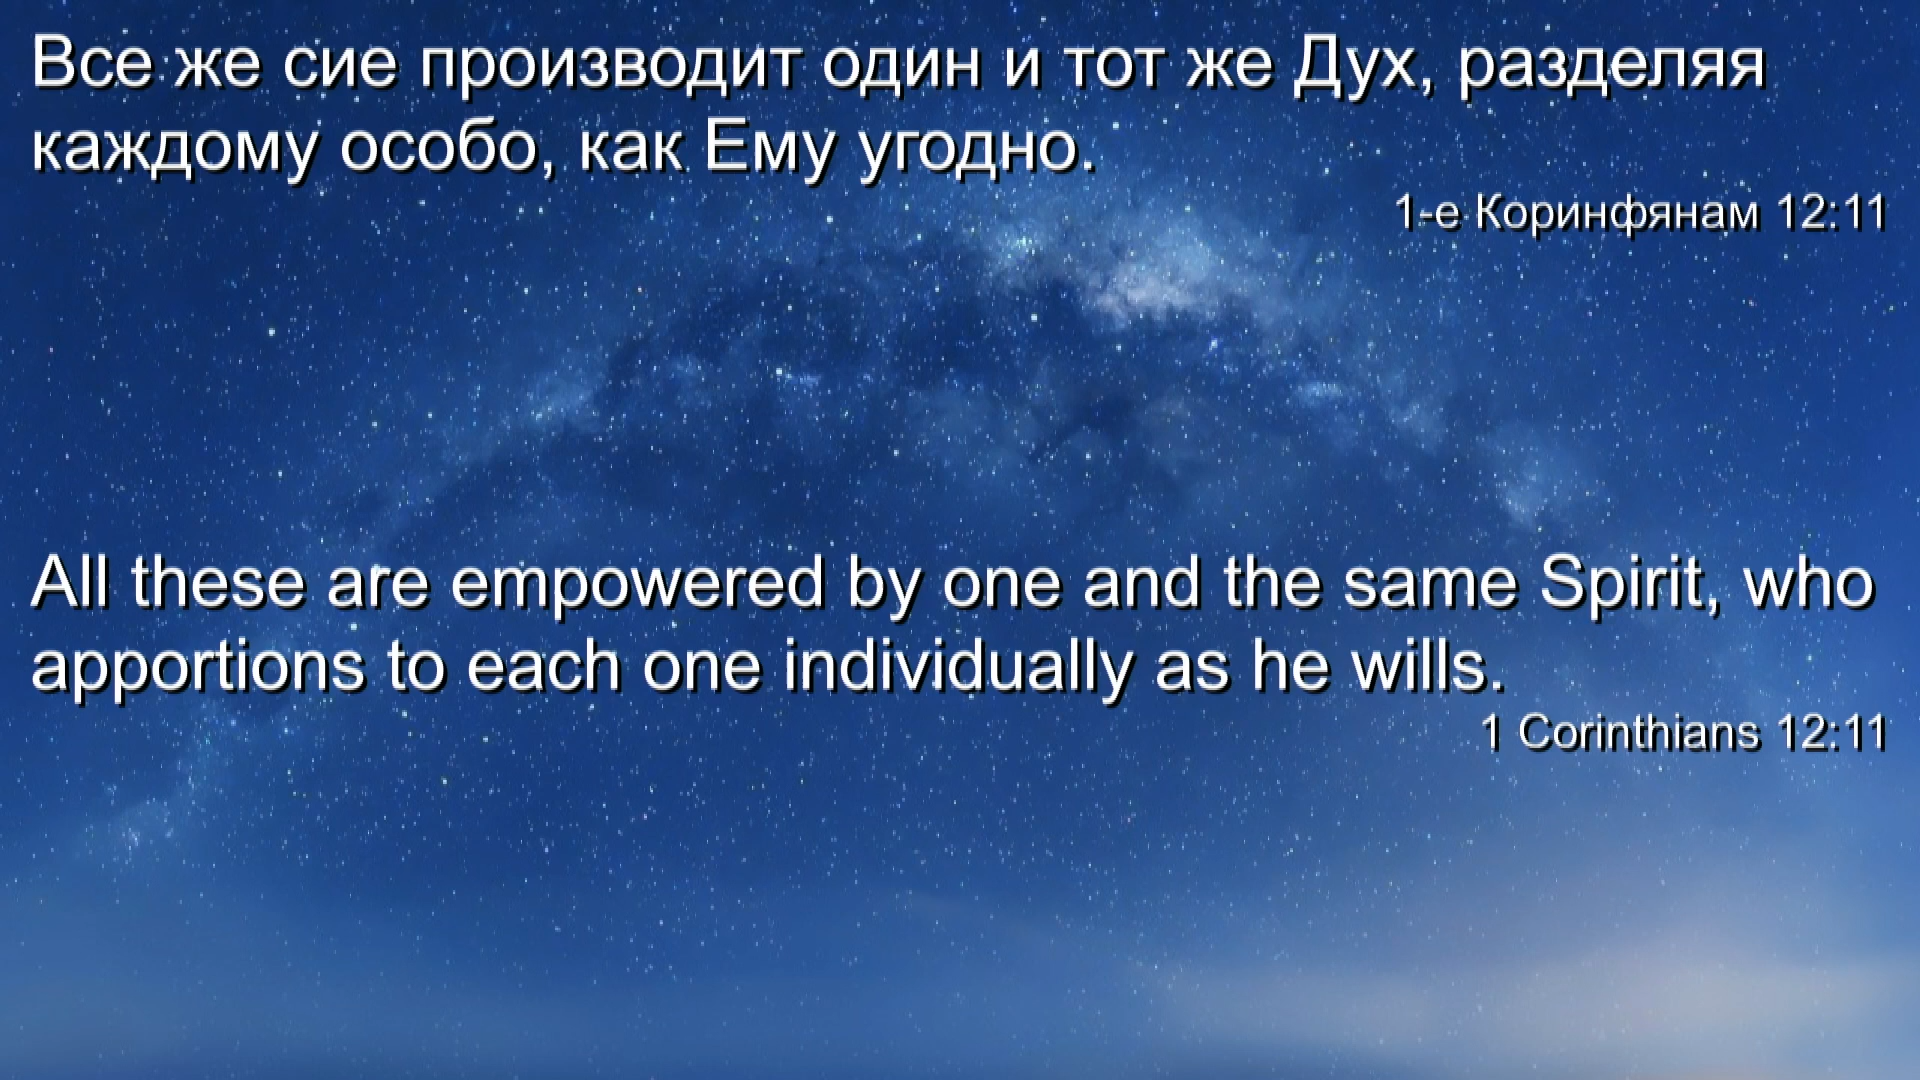 Все же сие производит один и тот же Дух, разделяя
каждому особо, как Ему угодно.
1-е Коринфянам 12:11
All these are empowered by one and the same Spirit, who
apportions to each one individually as he wills.
1 Corinthians 12:11